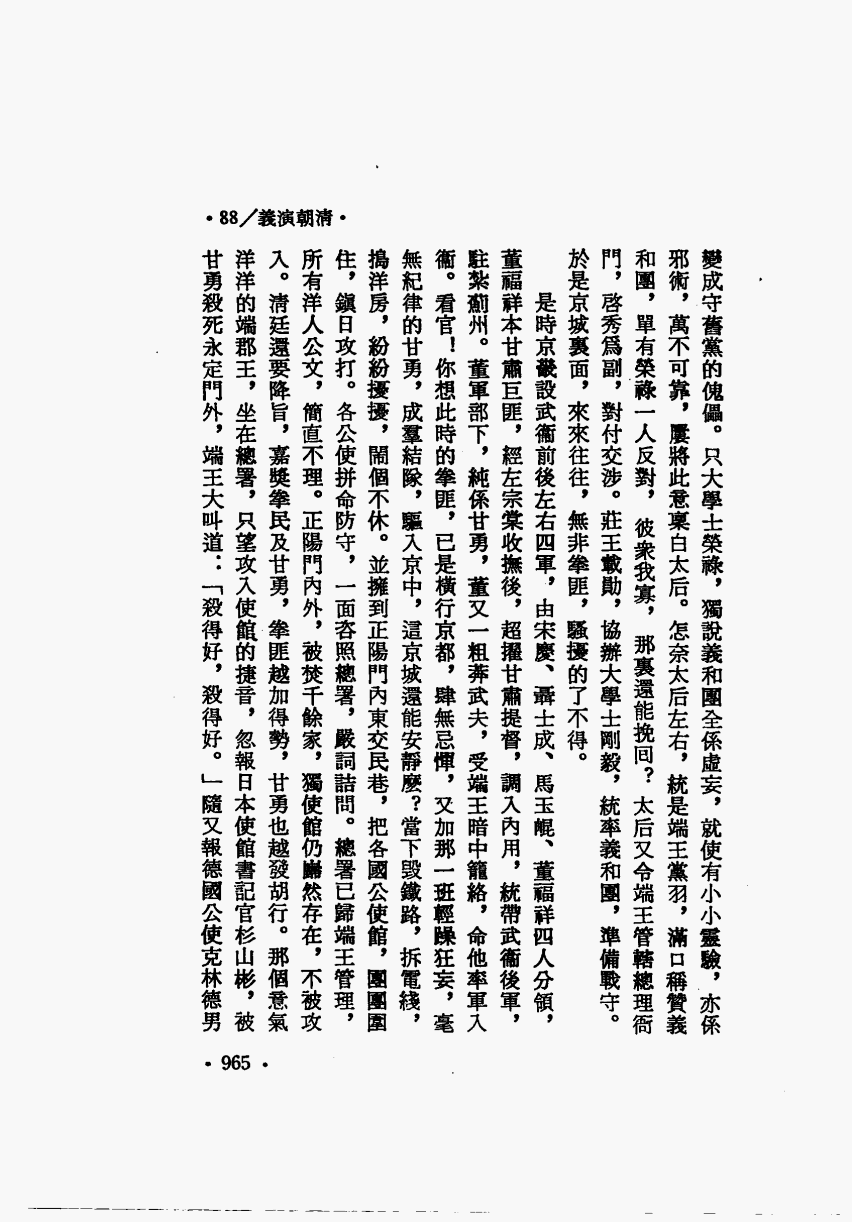 •清朝演義/88•
變成守舊黨的傀儡。只大學士榮祿，獨說義和團全係虛妄，就使有小小靈驗，亦係
邪術，萬不可靠，屢將此意稟白太后。怎奈太后左右，統是端王黨羽，滿口稱贊義
和團，單有榮祿一人反對，彼衆我寡，那裏還能挽回？太后又令端王管轄總理衙
門，啓秀爲副，對付交涉。莊王載勛，協辦大學士剛毅，統率義和團，準備戰守。
於是京城裏面，來來往往，無非拳匪，騷擾的了不得。
是時京畿設武衞前後左右四軍，由宋慶、聶士成、馬玉崐、董福祥四人分領，
董福祥本甘肅巨匪，經左宗棠收撫後，超擢甘肅提督，調入內用，統帶武衞後軍，
駐紮薊州。董軍部下，純係甘勇，董又一粗莽武夫，受端王暗中籠絡，命他率軍入
衞。看官！你想此時的拳匪，已是橫行京都，肆無忌憚，又加那一班輕躁狂妄，毫
無紀律的甘勇，成羣結隊，驅入京中，這京城還能安靜麼？當下毀鐵路，拆電綫，
搗洋房，紛紛擾擾，鬧個不休。並擁到正陽門內東交民巷，把各國公使館，團團圍
住，鎭日攻打。各公使拼命防守，一面咨照總署，嚴詞詰問。總署已歸端王管理，
所有洋人公文，簡直不理。正陽門內外，被焚千餘家，獨使館仍巋然存在，不被攻
入。淸廷還要降旨，嘉獎拳民及甘勇，拳匪越加得勢，甘勇也越發胡行。那個意氣
洋洋的端郡王，坐在總署，只望攻入使館的捷音，忽報日本使館書記官杉山彬，被
甘勇殺死永定門外，端王大叫道：「殺得好，殺得好。」隨又報德國公使克林德男
•965•